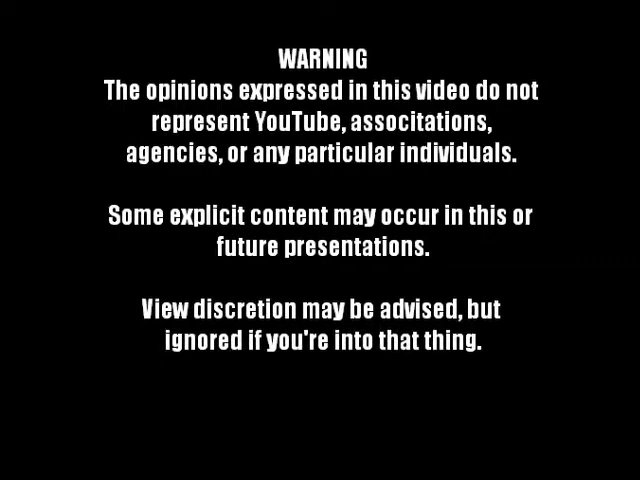 WARNING
The opinions expressed in this video do not
represent YouTube, associtations,
agencies, or any particular individuals.
Some explicit content may occur in this or
future presentations.
View discretion may be advised, but
ignored if you're into that thing.